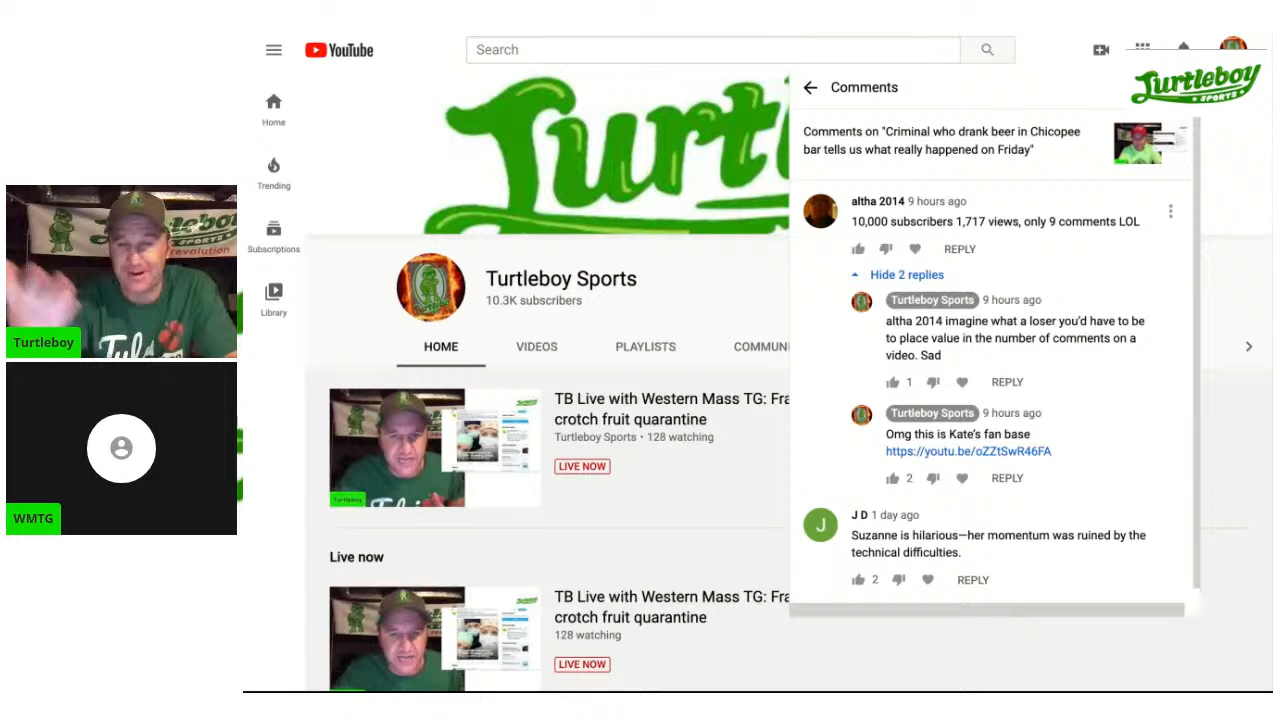 YouTube
Search
Turtleboy
SPORTS
Home
Trending
Subscriptions
Library
Turt
Turtleboy Sports
10.3K subscribers
HOME
VIDEOS
PLAYLISTS
COMMUN
TB Live with Western Mass TG: Fra
crotch fruit quarantine
Turtleboy Sports • 128 watching
LIVE NOW
Live now
TB Live with Western Mass TG: Fra
crotch fruit quarantine
128 watching
LIVE NOW
Comments
Comments on "Criminal who drank beer in Chicopee
bar tells us what really happened on Friday"
altha 2014 9 hours ago
10,000 subscribers 1,717 views, only 9 comments LOL
REPLY
Hide 2 replies
Turtleboy Sports 9 hours ago
altha 2014 imagine what a loser you'd have to be
to place value in the number of comments on a
video. Sad
1 REPLY
Turtleboy Sports 9 hours ago
Omg this is Kate's fan base
https://youtu.be/oZZtSwR46FA
2 REPLY
J
J D 1 day ago
Suzanne is hilarious—her momentum was ruined by the
technical difficulties.
2 REPLY
revolution
Turtleboy
WMTG